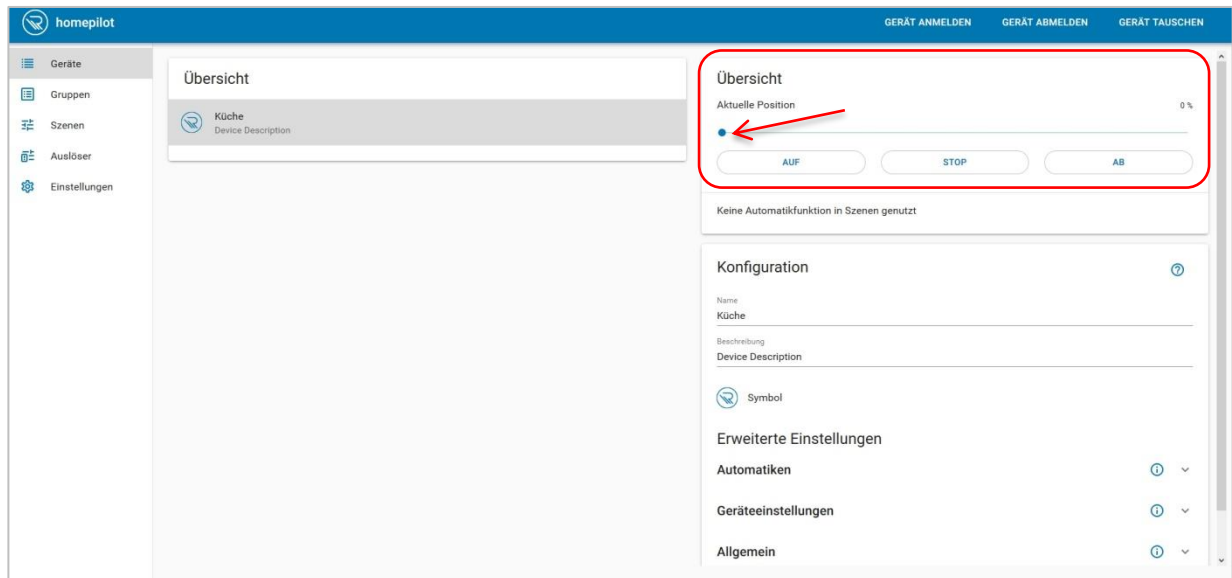 homepilot
GERÄT ANMELDEN GERÄT ABMELDEN GERÄT TAUSCHEN
Geräte
Gruppen
Szenen
Auslöser
Einstellungen
Übersicht
Küche
Device Description
Übersicht
Aktuelle Position 0 %
AUF STOP AB
Keine Automatikfunktion in Szenen genutzt
Konfiguration
Name
Küche
Beschreibung
Device Description
Symbol
Erweiterte Einstellungen
Automatiken
Geräteeinstellungen
Allgemein